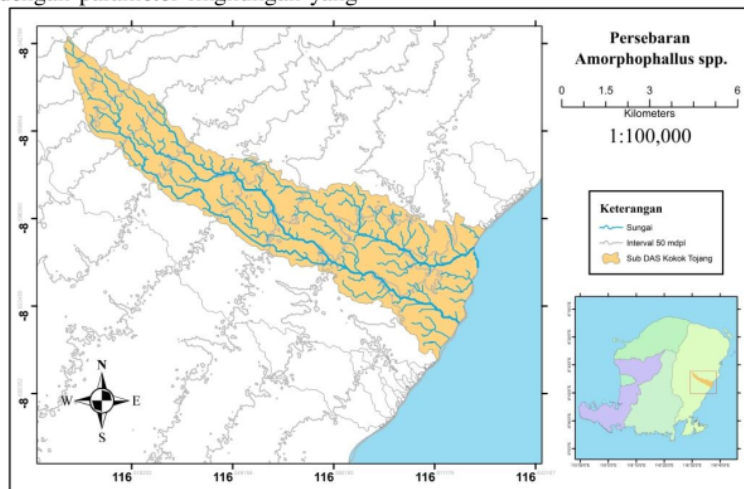 dengan parameter lingkungan yang
Persebaran
Amorphophallus spp.
0 1.5 3 6
Kilometers
1:100,000
Keterangan
Sungai
Interval 50 mdpl
Sub DAS Kokok Tojang
N
W E
S
-8
-8
-8
-8
-8
116 116 116 116 116